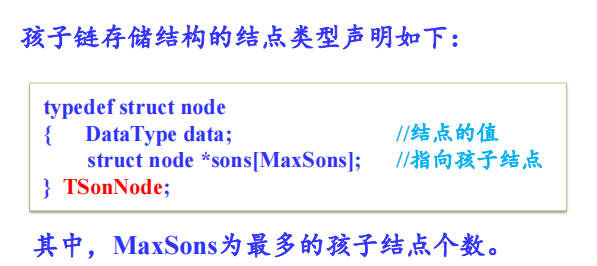 孩子链存储结构的结点类型声明如下：
typedef struct node
{ DataType data; //结点的值
struct node *sons[MaxSons]; //指向孩子结点
} TSonNode;
其中，MaxSons为最多的孩子结点个数。